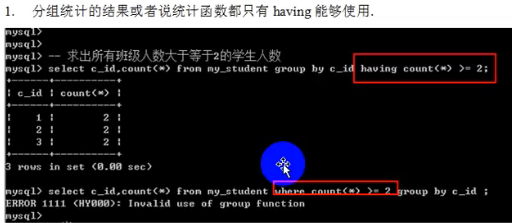 1. 分组统计的结果或者说统计函数都只有 having 能够使用.
mysql>
mysql>
mysql> -- 求出所有班级人数大于等于2的学生人数
mysql> select c_id,count(*) from my_student group by c_id having count(*) >= 2;
+------+----------+
| c_id | count(*) |
+------+----------+
| 1 | 2 |
| 2 | 2 |
| 3 | 2 |
+------+----------+
3 rows in set (0.00 sec)
mysql> select c_id,count(*) from my_student where count(*) >= 2 group by c_id ;
ERROR 1111 (HY000): Invalid use of group function
mysql>